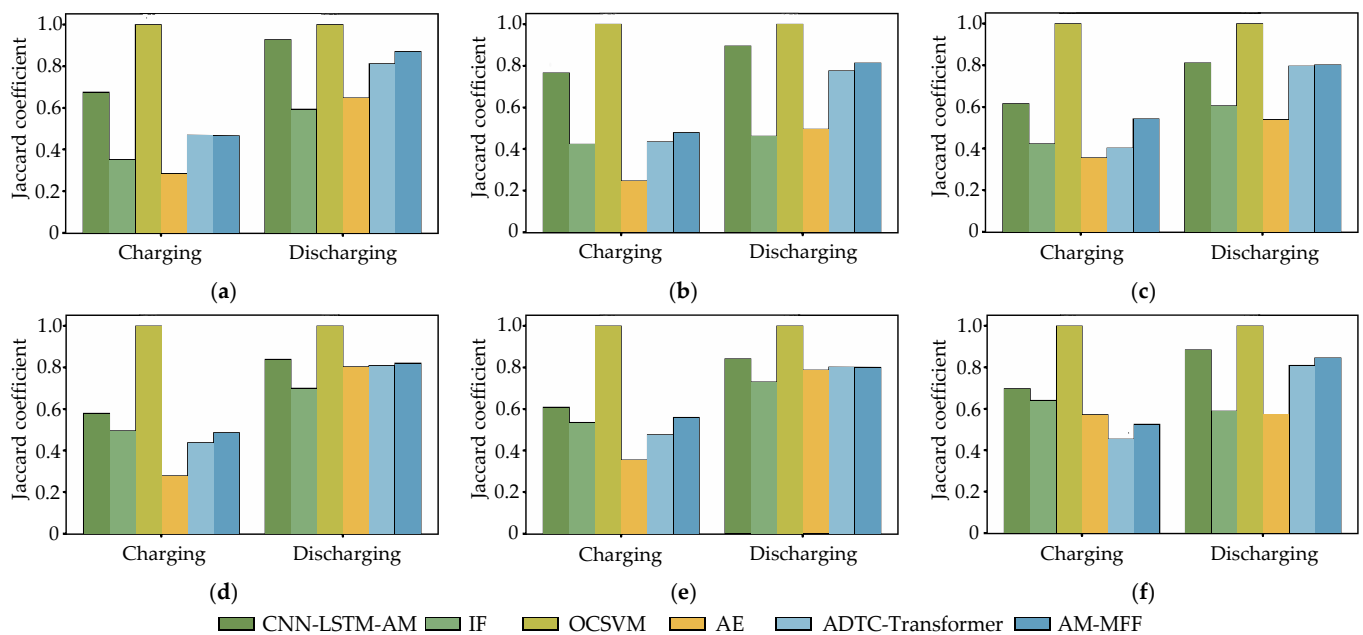 Jaccard coefficient
1.0
0.8
0.6
0.4
0.2
0
Charging
Discharging
(a)
Jaccard coefficient
1.0
0.8
0.6
0.4
0.2
0
Charging
Discharging
(b)
Jaccard coefficient
1.0
0.8
0.6
0.4
0.2
0
Charging
Discharging
(c)
Jaccard coefficient
1.0
0.8
0.6
0.4
0.2
0
Charging
Discharging
(d)
Jaccard coefficient
1.0
0.8
0.6
0.4
0.2
0
Charging
Discharging
(e)
Jaccard coefficient
1.0
0.8
0.6
0.4
0.2
0
Charging
Discharging
(f)
CNN-LSTM-AM IF OCSVM AE ADTC-Transformer AM-MFF